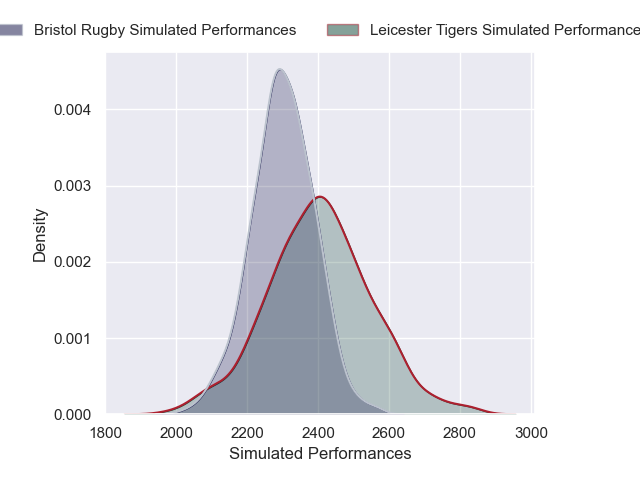 Bristol Rugby Simulated Performances
Leicester Tigers Simulated Performance
0.004
0.003
0.002
0.001
0.000
Density
1800 2000 2200 2400 2600 2800 3000
Simulated Performances